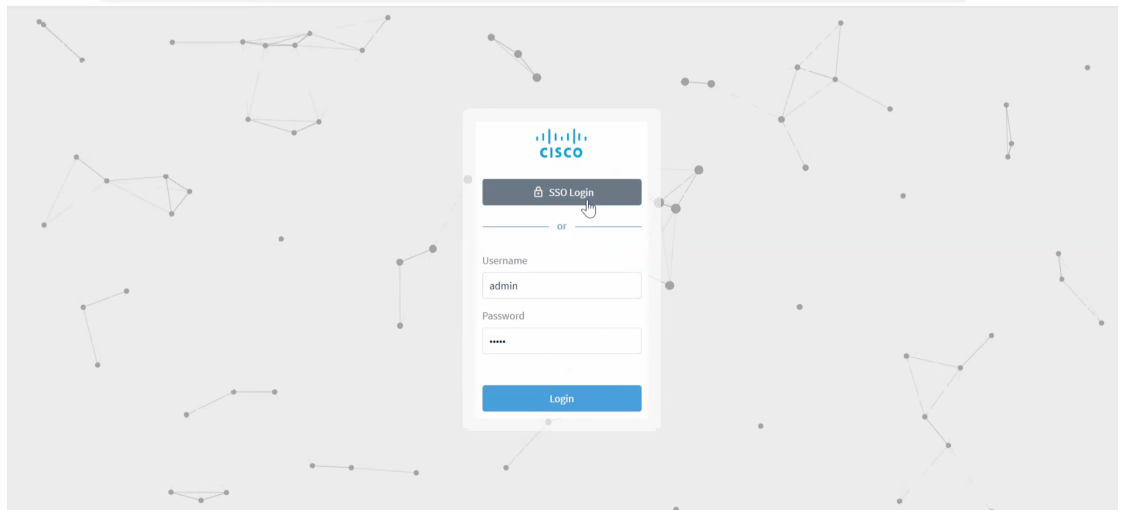 CISCO
SSO Login
or
Username
admin
Password
•••••
Login